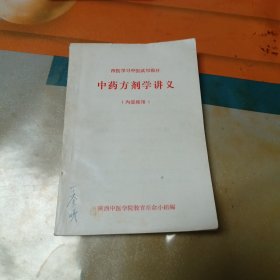 西医学习中医试用教材
中药方剂学讲义
（内部使用）
陕西中医学院教育革命小组编